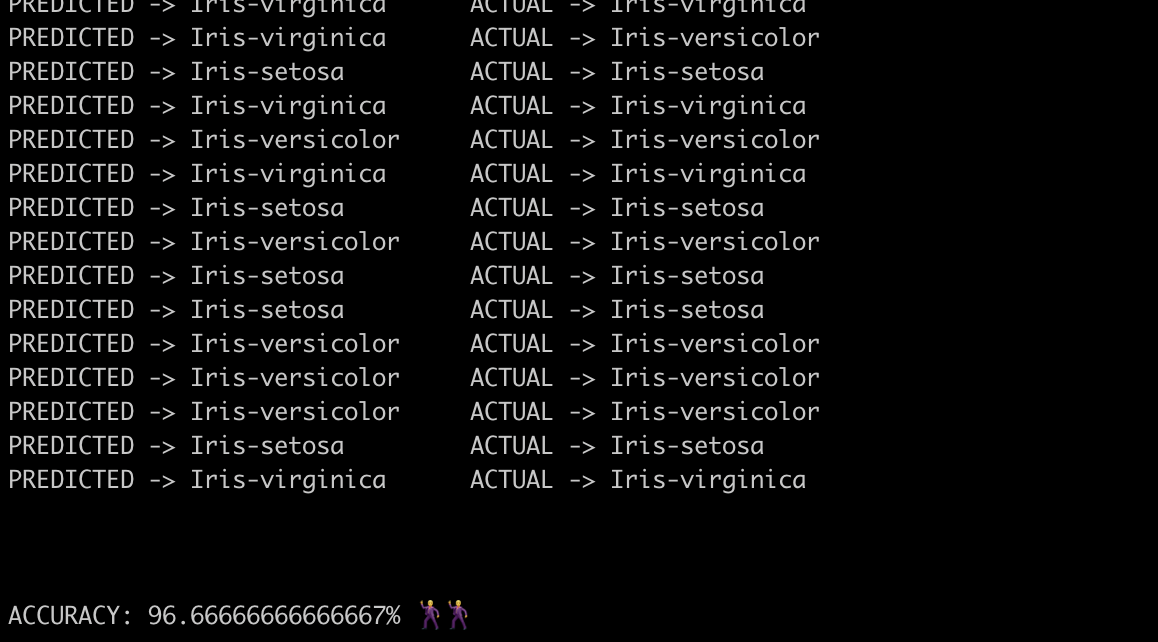 PREDICTED -> Iris-virginica ACTUAL -> Iris-virginica
PREDICTED -> Iris-virginica ACTUAL -> Iris-versicolor
PREDICTED -> Iris-setosa ACTUAL -> Iris-setosa
PREDICTED -> Iris-virginica ACTUAL -> Iris-virginica
PREDICTED -> Iris-versicolor ACTUAL -> Iris-versicolor
PREDICTED -> Iris-virginica ACTUAL -> Iris-virginica
PREDICTED -> Iris-setosa ACTUAL -> Iris-setosa
PREDICTED -> Iris-versicolor ACTUAL -> Iris-versicolor
PREDICTED -> Iris-setosa ACTUAL -> Iris-setosa
PREDICTED -> Iris-setosa ACTUAL -> Iris-setosa
PREDICTED -> Iris-versicolor ACTUAL -> Iris-versicolor
PREDICTED -> Iris-versicolor ACTUAL -> Iris-versicolor
PREDICTED -> Iris-versicolor ACTUAL -> Iris-versicolor
PREDICTED -> Iris-setosa ACTUAL -> Iris-setosa
PREDICTED -> Iris-virginica ACTUAL -> Iris-virginica
ACCURACY: 96.66666666666667% 🕺🕺